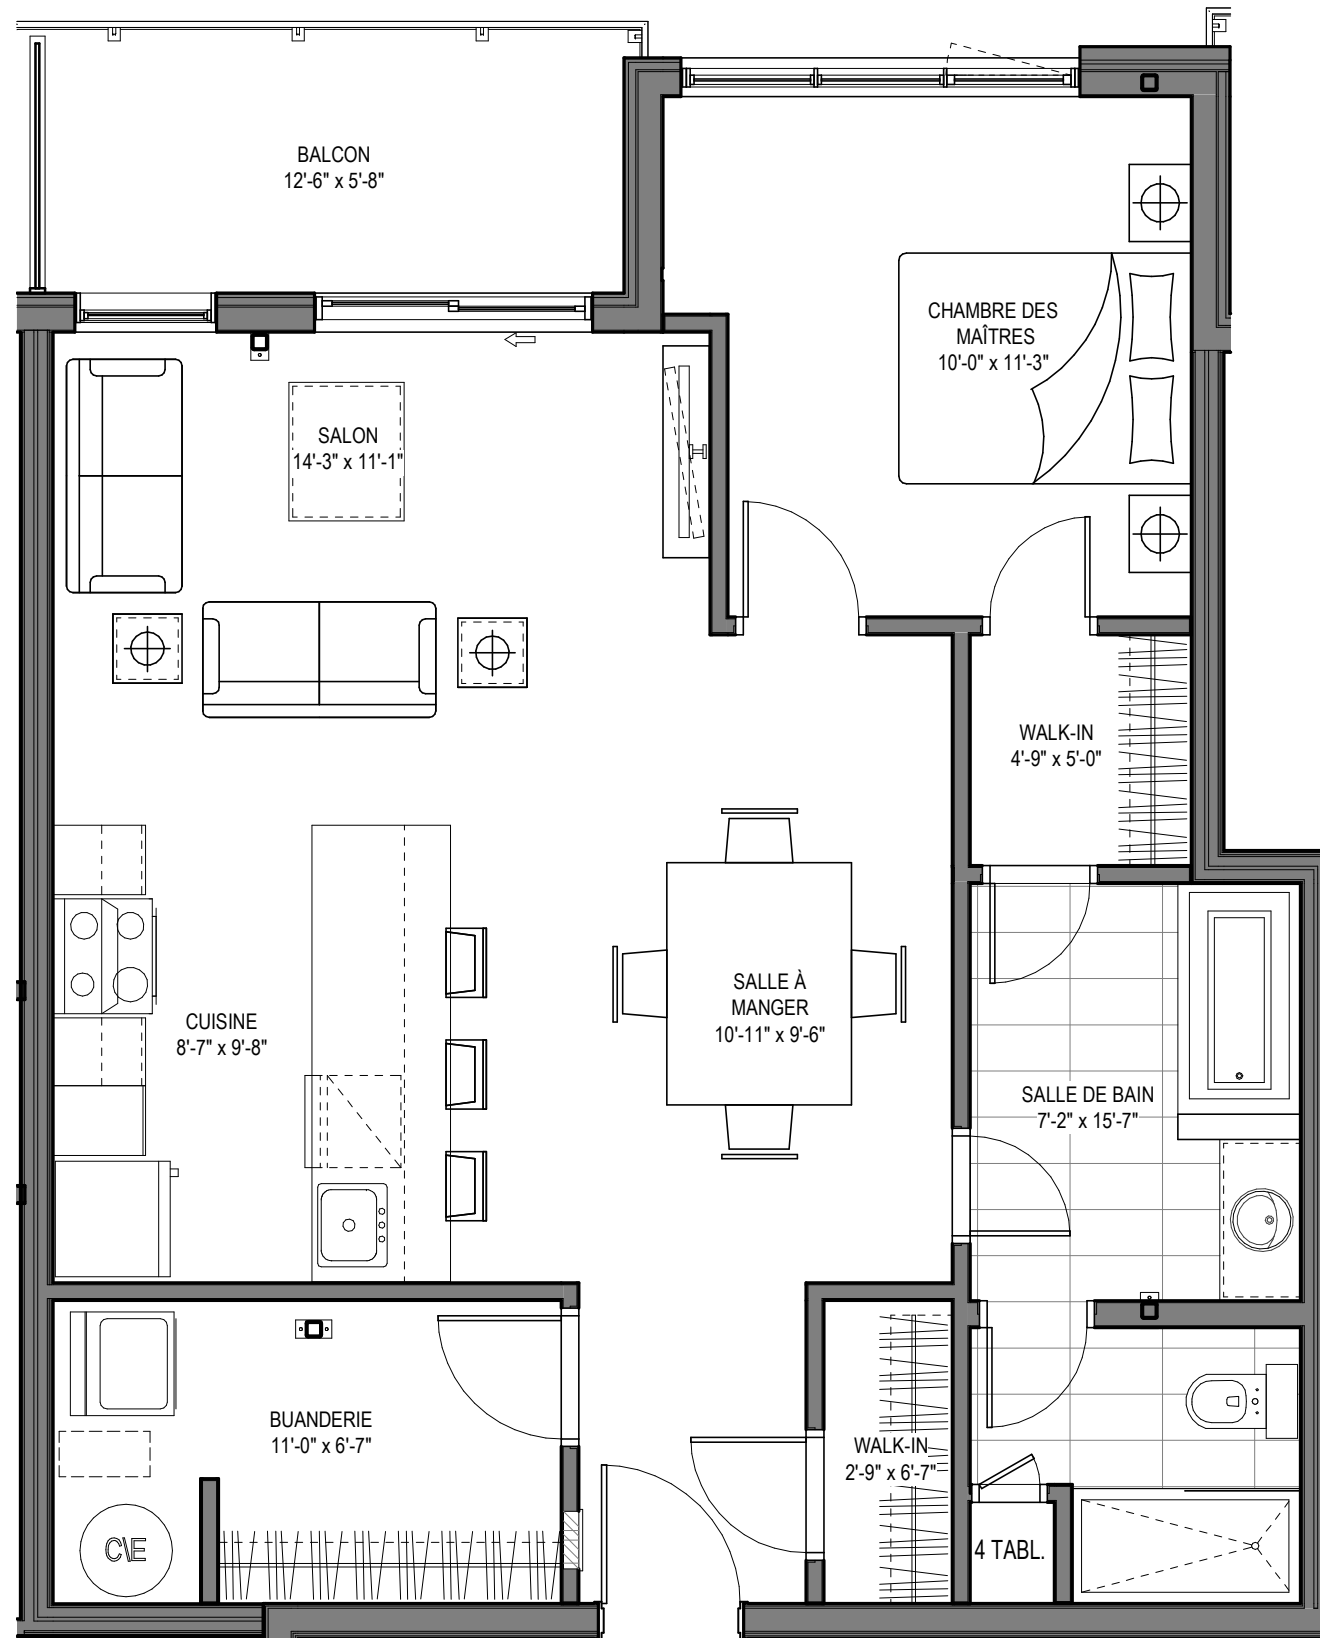 BALCON
12'-6" x 5'-8"
CHAMBRE DES
MAÎTRES
10'-0" x 11'-3"
SALON
14'-3" x 11'-1"
WALK-IN
4'-9" x 5'-0"
SALLE À
MANGER
10'-11" x 9'-6"
CUISINE
8'-7" x 9'-8"
SALLE DE BAIN
7'-2" x 15'-7"
BUANDERIE
11'-0" x 6'-7"
WALK-IN
2'-9" x 6'-7"
C\E
4 TABL.